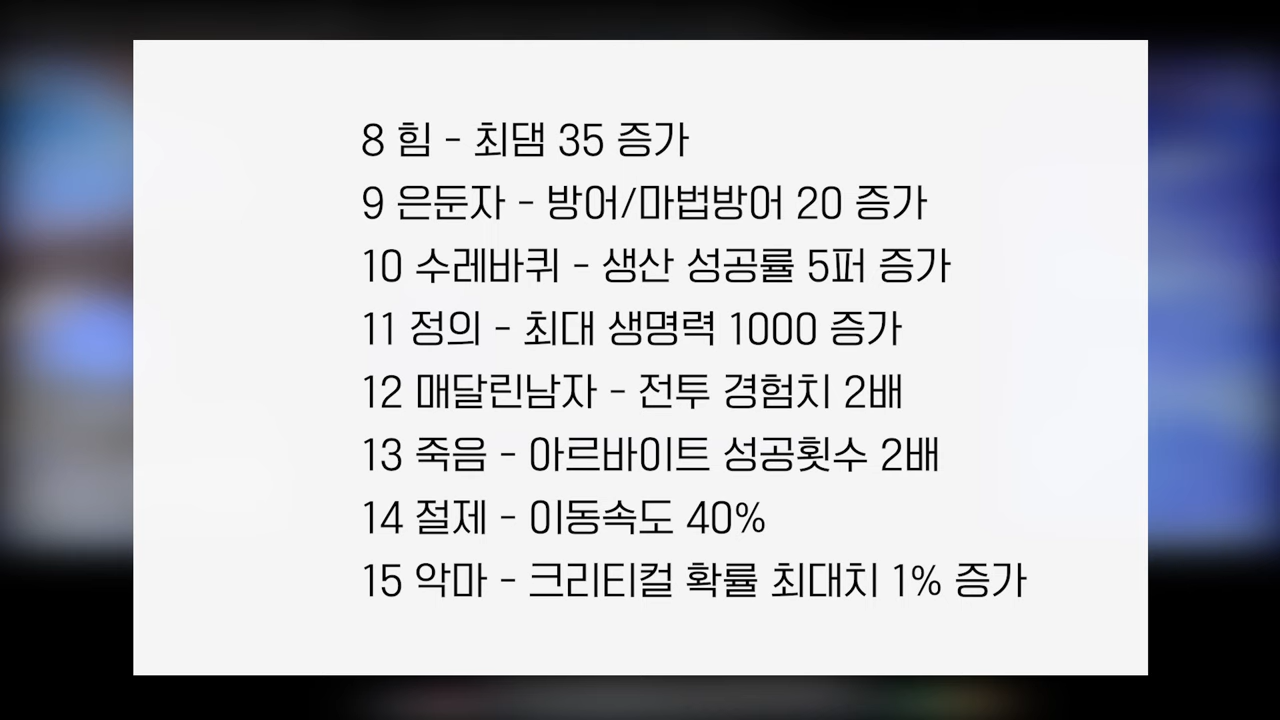 8 힘 - 최댐 35 증가
9 은둔자 - 방어/마법방어 20 증가
10 수레바퀴 - 생산 성공률 5퍼 증가
11 정의 - 최대 생명력 1000 증가
12 매달린남자 - 전투 경험치 2배
13 죽음 - 아르바이트 성공횟수 2배
14 절제 - 이동속도 40%
15 악마 - 크리티컬 확률 최대치 1% 증가